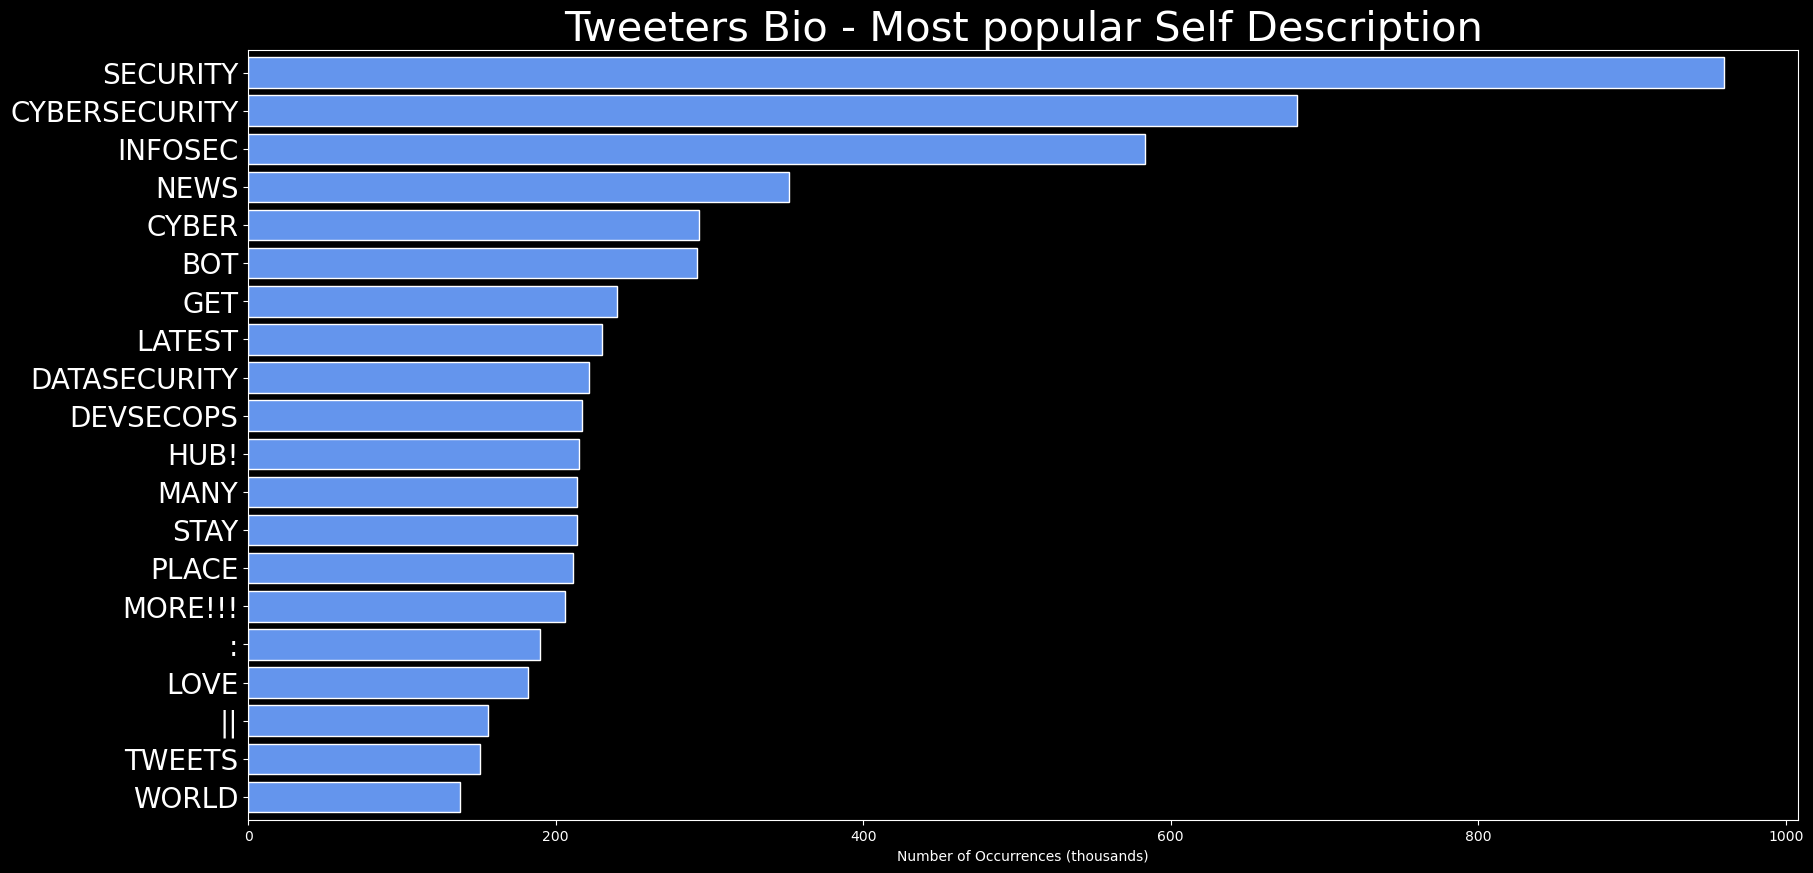 Tweeters Bio - Most popular Self Description
SECURITY
CYBERSECURITY
INFOSEC
NEWS
CYBER
BOT
GET
LATEST
DATASECURITY
DEVSECOPS
HUB!
MANY
STAY
PLACE
MORE!!!
:
LOVE
||
TWEETS
WORLD
0 200 400 600 800 1000
Number of Occurrences (thousands)